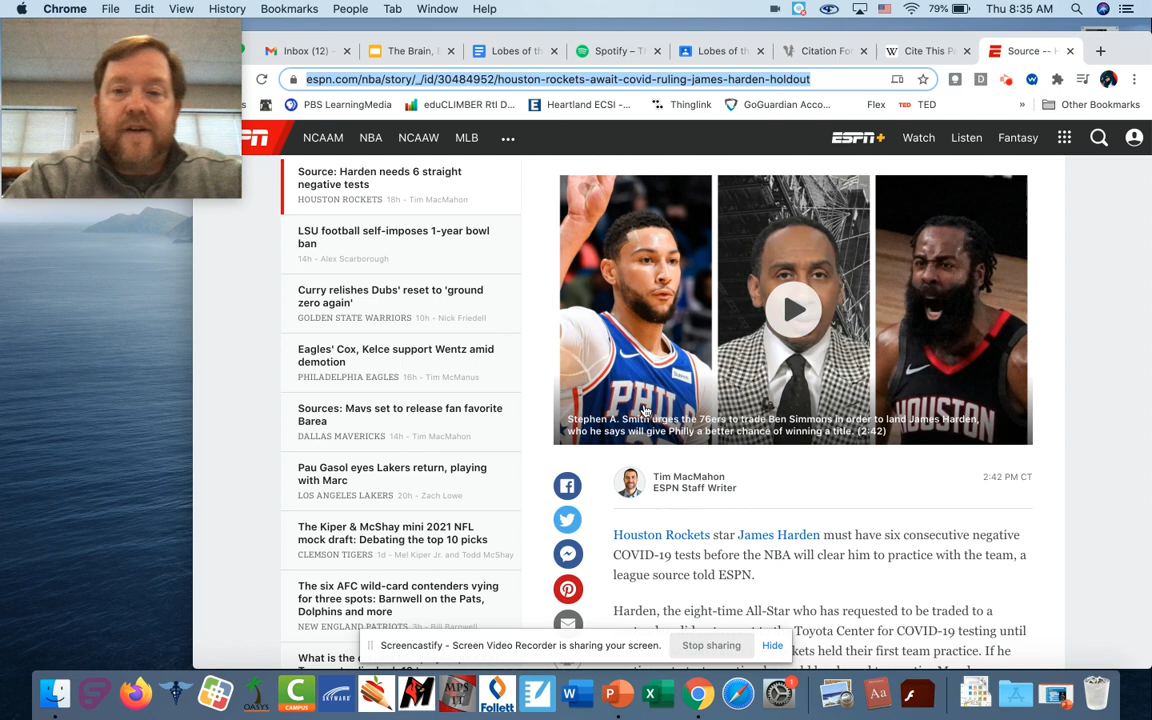 Chrome File Edit View History Bookmarks People Tab Window Help 79% Thu 8:35 AM
Inbox (12) - The Brain, Lobes of th Spotify – T Lobes of Citation Fo Cite This P Source -- H
espn.com/nba/story/_/id/30484952/houston-rockets-await-covid-ruling-james-harden-holdout
s PBS LearningMedia eduCLIMBER RtI D... Heartland ECSI -... Thinglink GoGuardian Acco... Flex TED TED » Other Bookmarks
NCAAM NBA NCAAW MLB ESPN+ Watch Listen Fantasy
Source: Harden needs 6 straight
negative tests
HOUSTON ROCKETS 18h - Tim MacMahon
LSU football self-imposes 1-year bowl
ban
14h - Alex Scarborough
Curry relishes Dubs' reset to 'ground
zero again'
GOLDEN STATE WARRIORS 10h - Nick Friedell
Eagles' Cox, Kelce support Wentz amid
demotion
PHILADELPHIA EAGLES 16h - Tim McManus
Sources: Mavs set to release fan favorite
Barea
DALLAS MAVERICKS 14h - Tim MacMahon
Pau Gasol eyes Lakers return, playing
with Marc
LOS ANGELES LAKERS 20h - Zach Lowe
The Kiper & McShay mini 2021 NFL
mock draft: Debating the top 10 picks
CLEMSON TIGERS 1d - Mel Kiper Jr. and Todd McShay
The six AFC wild-card contenders vying
for three spots: Barnwell on the Pats,
Dolphins and more
NEW ENGLAND PATRIOTS 3h - Bill Barnwell
What is the
PHIL
HOUSTON
Stephen A. Smith urges the 76ers to trade Ben Simmons in order to land James Harden,
who he says will give Philly a better chance of winning a title. (2:42)
Tim MacMahon
ESPN Staff Writer
2:42 PM CT
Houston Rockets star James Harden must have six consecutive negative
COVID-19 tests before the NBA will clear him to practice with the team, a
league source told ESPN.
Harden, the eight-time All-Star who has requested to be traded to a
Toyota Center for COVID-19 testing until
kets held their first team practice. If he
Screencastify - Screen Video Recorder is sharing your screen. Stop sharing Hide
OASYS C CAMPUS SKYWARD MPS IT Follett W P X Aa 1